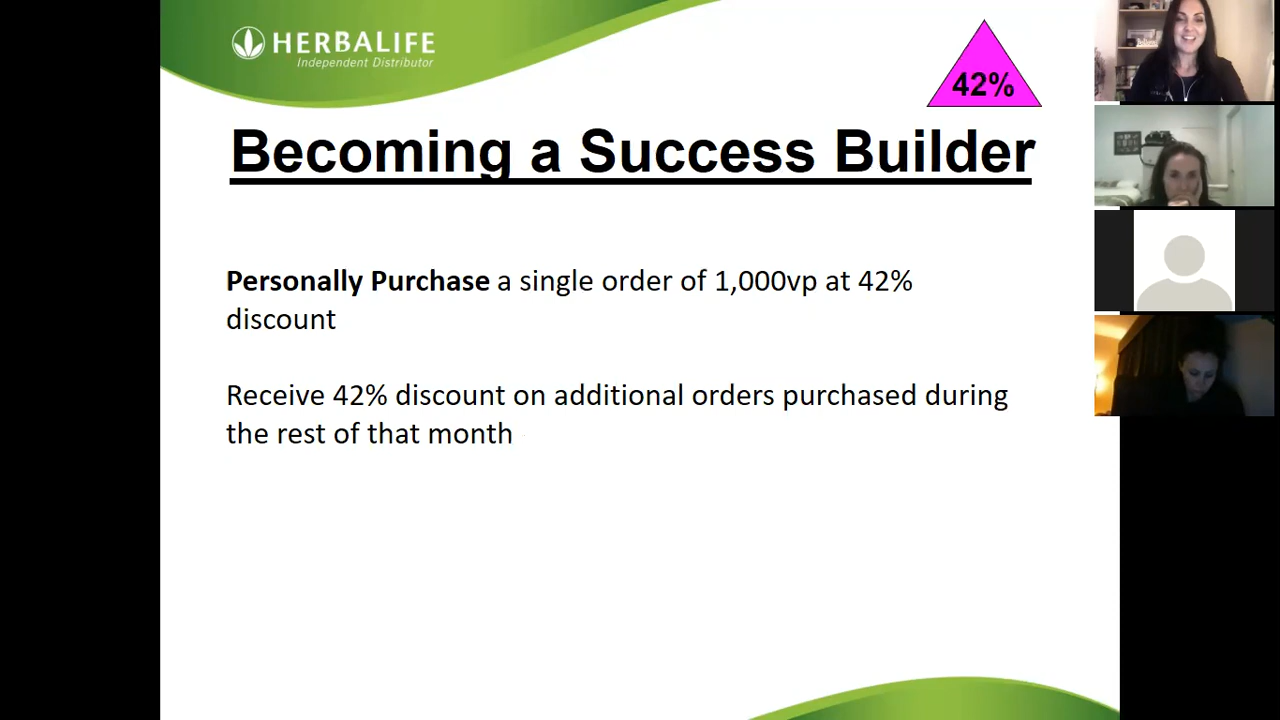 HERBALIFE
Independent Distributor
42%
Becoming a Success Builder
Personally Purchase a single order of 1,000vp at 42%
discount
Receive 42% discount on additional orders purchased during
the rest of that month